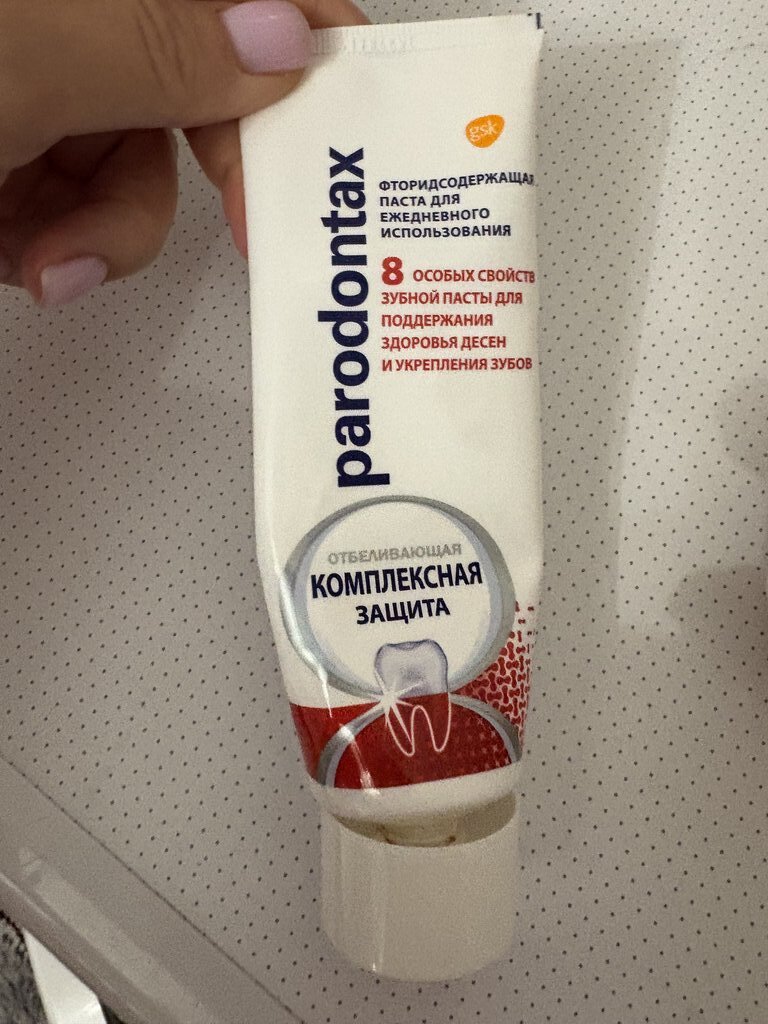 gsk
parodontax
ФТОРИДСОДЕРЖАЩАЯ
ПАСТА ДЛЯ
ЕЖЕДНЕВНОГО
ИСПОЛЬЗОВАНИЯ
8 ОСОБЫХ СВОЙСТВ
ЗУБНОЙ ПАСТЫ ДЛЯ
ПОДДЕРЖАНИЯ
ЗДОРОВЬЯ ДЕСЕН
И УКРЕПЛЕНИЯ ЗУБОВ
ОТБЕЛИВАЮЩАЯ
КОМПЛЕКСНАЯ
ЗАЩИТА